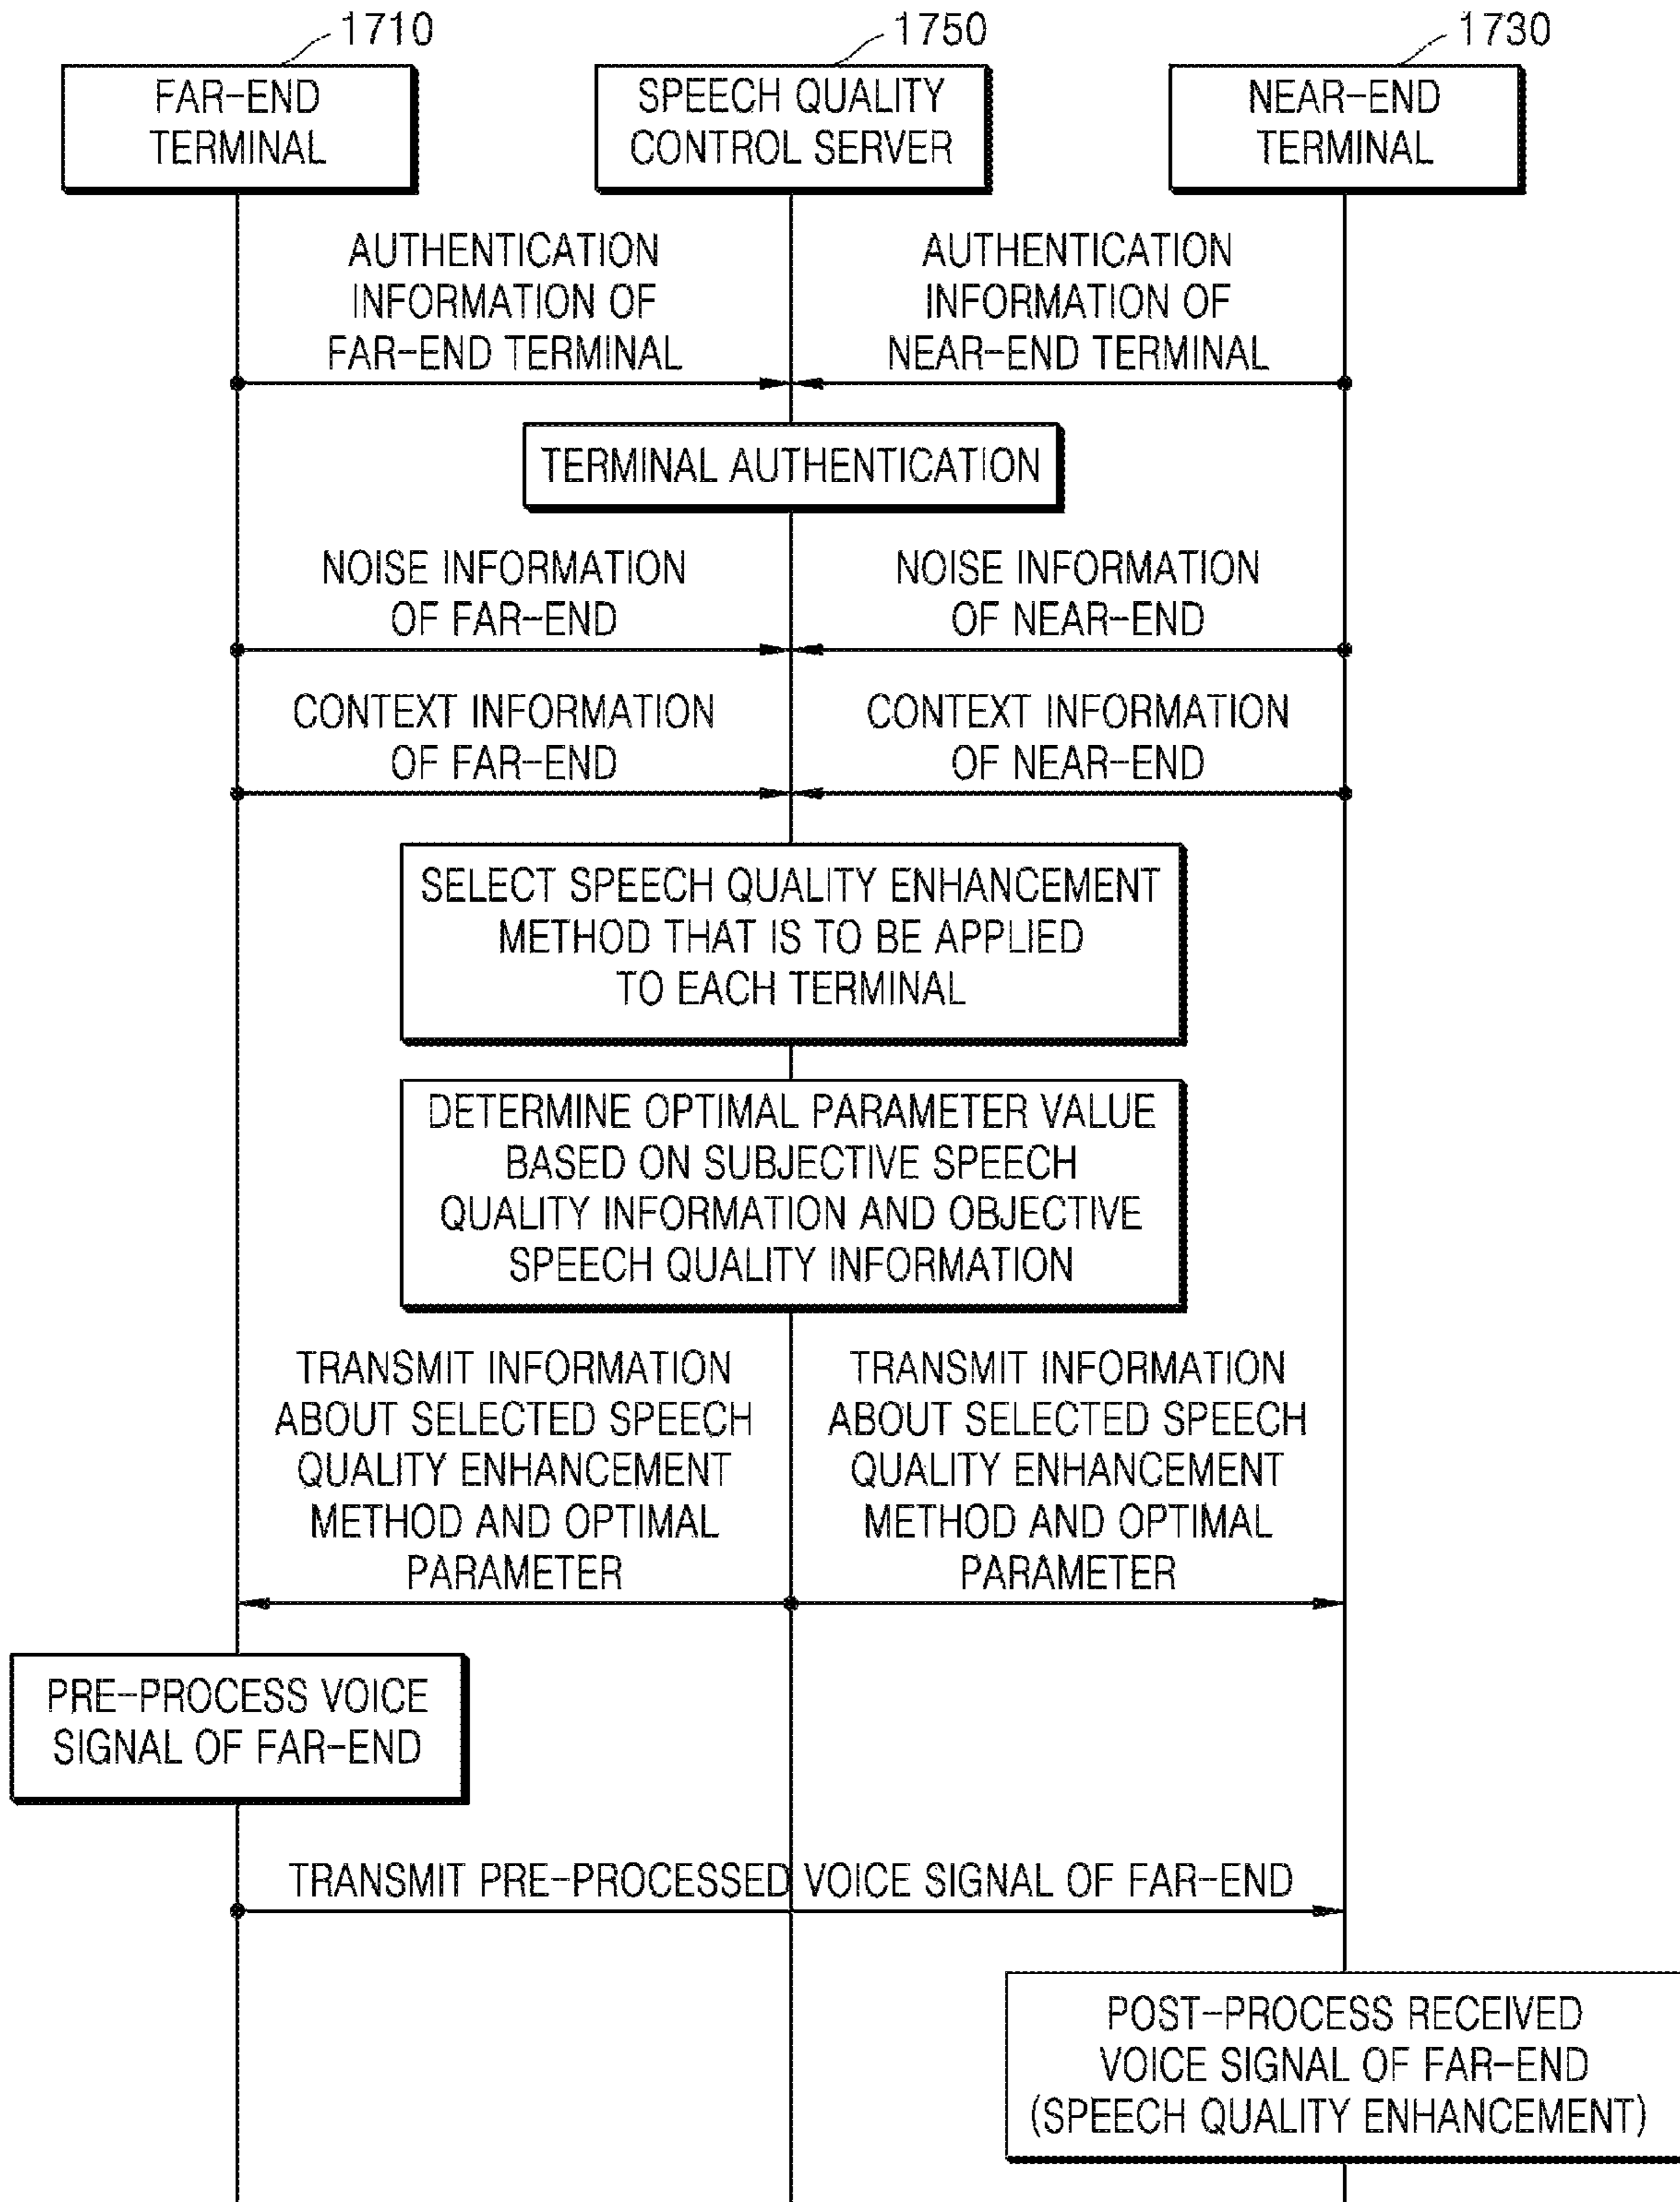 1710
1750
1730
FAR-END
TERMINAL
SPEECH QUALITY
CONTROL SERVER
NEAR-END
TERMINAL
AUTHENTICATION
INFORMATION OF
FAR-END TERMINAL
AUTHENTICATION
INFORMATION OF
NEAR-END TERMINAL
TERMINAL AUTHENTICATION
NOISE INFORMATION
OF FAR-END
NOISE INFORMATION
OF NEAR-END
CONTEXT INFORMATION
OF FAR-END
CONTEXT INFORMATION
OF NEAR-END
SELECT SPEECH QUALITY ENHANCEMENT
METHOD THAT IS TO BE APPLIED
TO EACH TERMINAL
DETERMINE OPTIMAL PARAMETER VALUE
BASED ON SUBJECTIVE SPEECH
QUALITY INFORMATION AND OBJECTIVE
SPEECH QUALITY INFORMATION
TRANSMIT INFORMATION
ABOUT SELECTED SPEECH
QUALITY ENHANCEMENT
METHOD AND OPTIMAL
PARAMETER
TRANSMIT INFORMATION
ABOUT SELECTED SPEECH
QUALITY ENHANCEMENT
METHOD AND OPTIMAL
PARAMETER
PRE-PROCESS VOICE
SIGNAL OF FAR-END
TRANSMIT PRE-PROCESSED VOICE SIGNAL OF FAR-END
POST-PROCESS RECEIVED
VOICE SIGNAL OF FAR-END
(SPEECH QUALITY ENHANCEMENT)